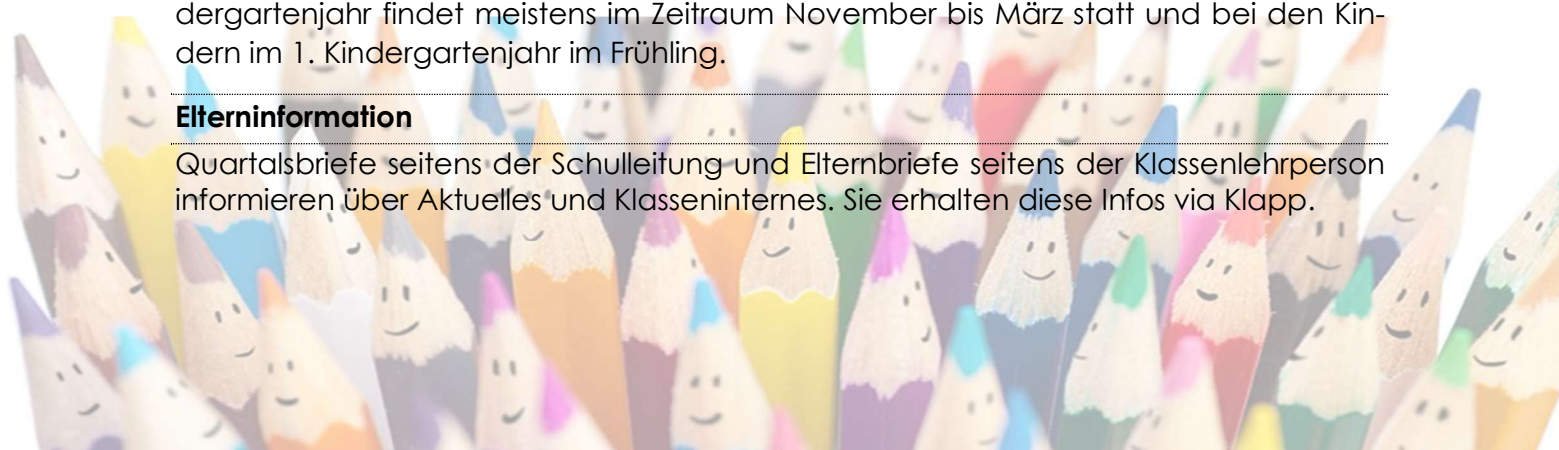 dergartenjahr findet meistens im Zeitraum November bis März statt und bei den Kin-
dern im 1. Kindergartenjahr im Frühling.
Elterninformation
Quartalsbriefe seitens der Schulleitung und Elternbriefe seitens der Klassenlehrperson
informieren über Aktuelles und Klasseninternes. Sie erhalten diese Infos via Klapp.